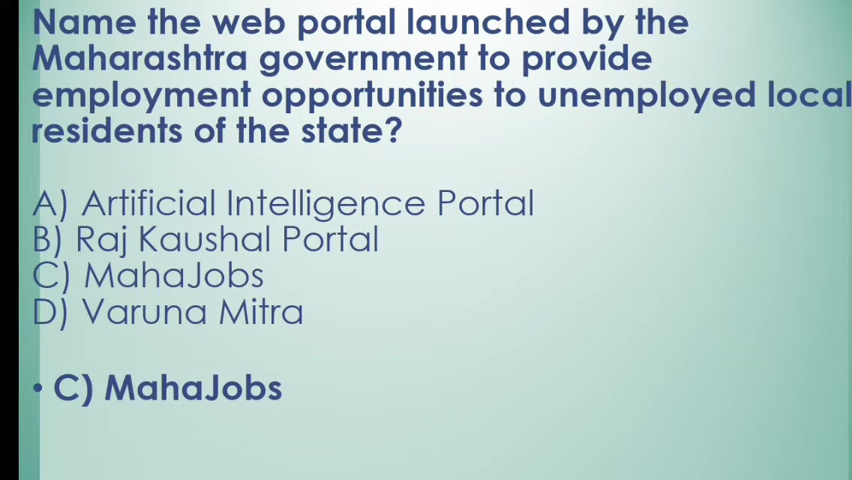 Name the web portal launched by the
Maharashtra government to provide
employment opportunities to unemployed local
residents of the state?
A) Artificial Intelligence Portal
B) Raj Kaushal Portal
C) MahaJobs
D) Varuna Mitra
• C) MahaJobs